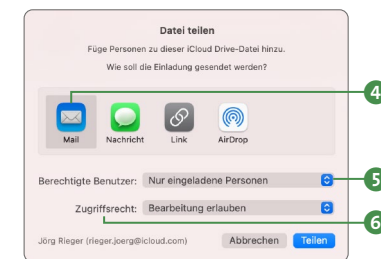 Datei teilen
Füge Personen zu dieser iCloud Drive-Datei hinzu.
Wie soll die Einladung gesendet werden?
4
Mail Nachricht Link AirDrop
Berechtigte Benutzer: Nur eingeladene Personen 5
Zugriffsrecht: Bearbeitung erlauben 6
Jörg Rieger (rieger.joerg@icloud.com) Abbrechen Teilen